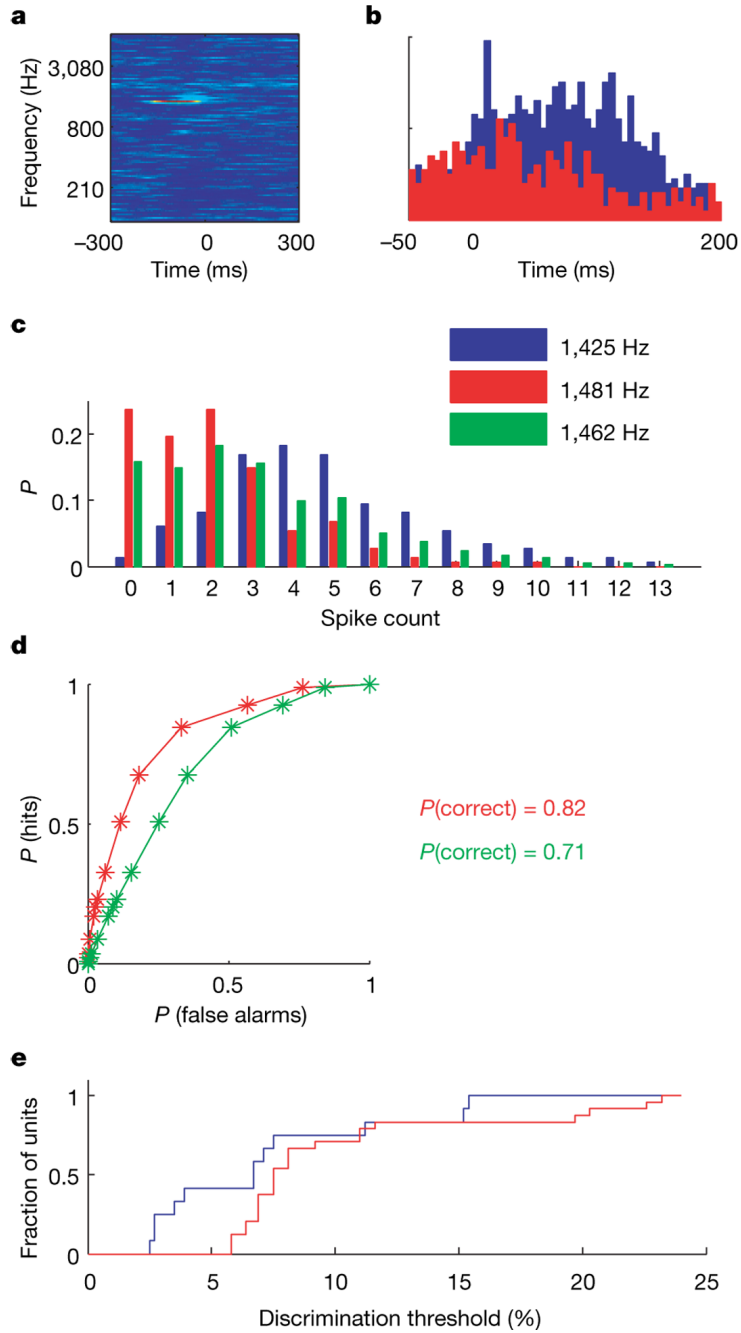 a
b
Frequency (Hz)
3,080
800
210
–300
0
300
Time (ms)
–50
0
200
Time (ms)
c
1,425 Hz
1,481 Hz
1,462 Hz
P
0.2
0.1
0
0 1 2 3 4 5 6 7 8 9 10 11 12 13
Spike count
d
P (hits)
1
0.5
0
0 0.5 1
P (false alarms)
P(correct) = 0.82
P(correct) = 0.71
e
Fraction of units
1
0.5
0
0 5 10 15 20 25
Discrimination threshold (%)